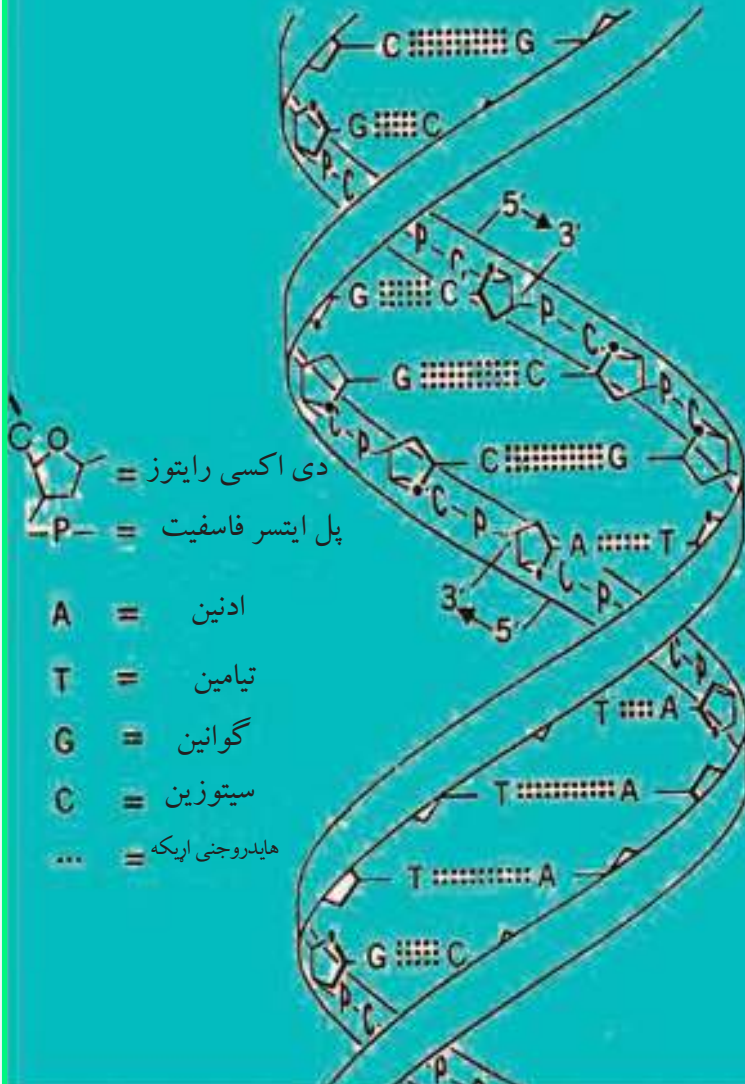 C G
G C
P-C
5'
3'
P-C
G C P-C
G C P-C
C-P
C O
= دی اکسی رایتوز
C G
C-P
-P- = پل ایتسر فاسفیت
A T
3'
5'
C-P
A = ادنین
C-P
T = تیامین
T A
G = گوانین
C = سیتوزین
T A
... = هایدروجنی اړیکه
T A
G C
P-C
P